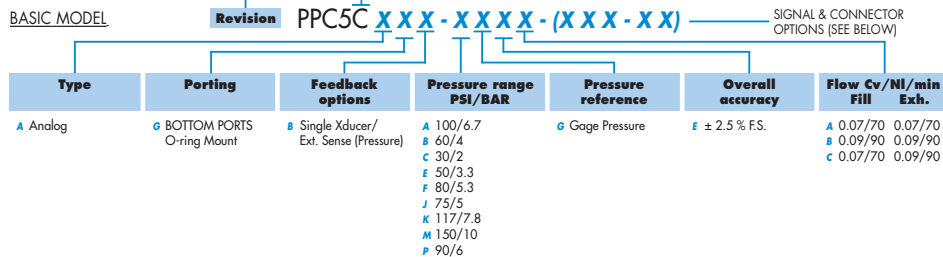 BASIC MODEL
Revision PPC5C X X X - X X X X - (X X X - X X)
SIGNAL & CONNECTOR
OPTIONS (SEE BELOW)
Type
A Analog
Porting
G BOTTOM PORTS
O-ring Mount
Feedback
options
B Single Xducer/
Ext. Sense (Pressure)
Pressure range
PSI/BAR
A 100/6.7
B 60/4
C 30/2
E 50/3.3
F 80/5.3
J 75/5
K 117/7.8
M 150/10
P 90/6
Pressure
reference
G Gage Pressure
Overall
accuracy
E ± 2.5 % F.S.
Flow Cv/Nl/min
Fill Exh.
A 0.07/70 0.07/70
B 0.09/90 0.09/90
C 0.07/70 0.09/90